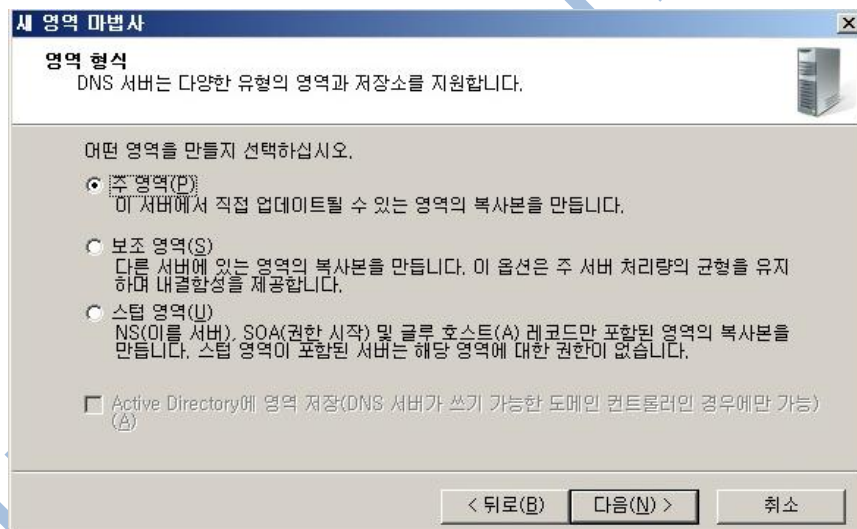 새 영역 마법사
영역 형식
DNS 서버는 다양한 유형의 영역과 저장소를 지원합니다.
어떤 영역을 만들지 선택하십시오.
주 영역(P)
이 서버에서 직접 업데이트될 수 있는 영역의 복사본을 만듭니다.
보조 영역(S)
다른 서버에 있는 영역의 복사본을 만듭니다. 이 옵션은 주 서버 처리량의 균형을 유지
하며 내결함성을 제공합니다.
스텁 영역(U)
NS(이름 서버), SOA(권한 시작) 및 글루 호스트(A) 레코드만 포함된 영역의 복사본을
만듭니다. 스텁 영역이 포함된 서버는 해당 영역에 대한 권한이 없습니다.
Active Directory에 영역 저장(DNS 서버가 쓰기 가능한 도메인 컨트롤러인 경우에만 가능)
(A)
< 뒤로(B) 다음(N) > 취소